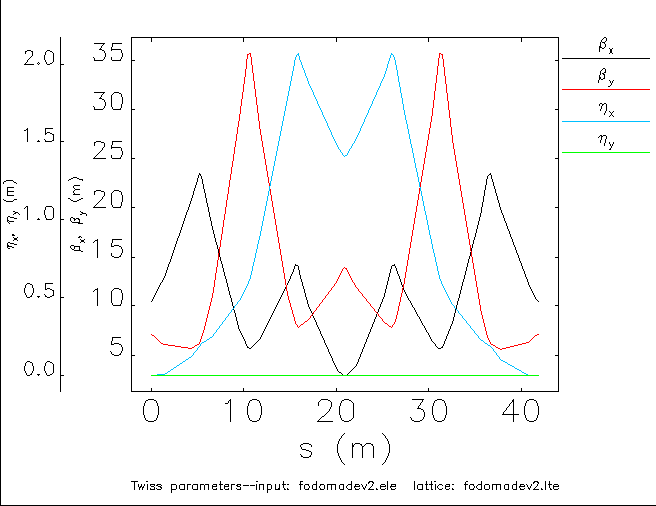 ηx, ηy (m)
2.0
1.5
1.0
0.5
0.0
βx, βy (m)
35
30
25
20
15
10
5
0 10 20 30 40
s (m)
βx
βy
ηx
ηy
Twiss parameters--input: fodomadev2.ele lattice: fodomadev2.lte